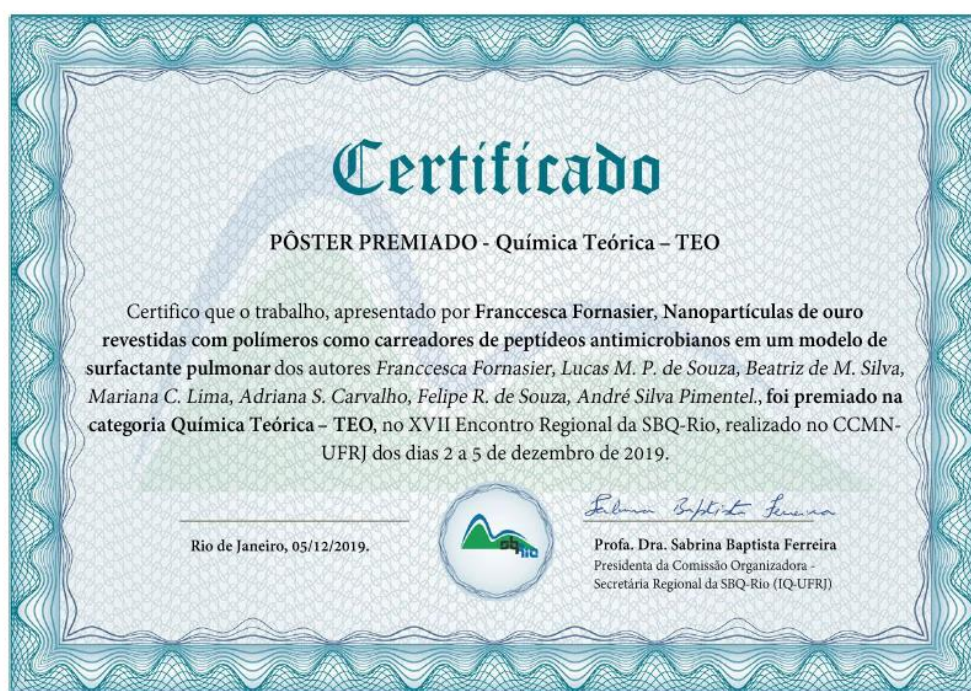 Certificado
PÔSTER PREMIADO - Química Teórica – TEO
Certifico que o trabalho, apresentado por Franccesca Fornasier, Nanopartículas de ouro
revestidas com polímeros como carreadores de peptídeos antimicrobianos em um modelo de
surfactante pulmonar dos autores Franccesca Fornasier, Lucas M. P. de Souza, Beatriz de M. Silva,
Mariana C. Lima, Adriana S. Carvalho, Felipe R. de Souza, André Silva Pimentel., foi premiado na
categoria Química Teórica – TEO, no XVII Encontro Regional da SBQ-Rio, realizado no CCMN-
UFRJ dos dias 2 a 5 de dezembro de 2019.
Rio de Janeiro, 05/12/2019.
sbqrio
Sabrina Baptista Ferreira
Profa. Dra. Sabrina Baptista Ferreira
Presidenta da Comissão Organizadora -
Secretária Regional da SBQ-Rio (IQ-UFRJ)